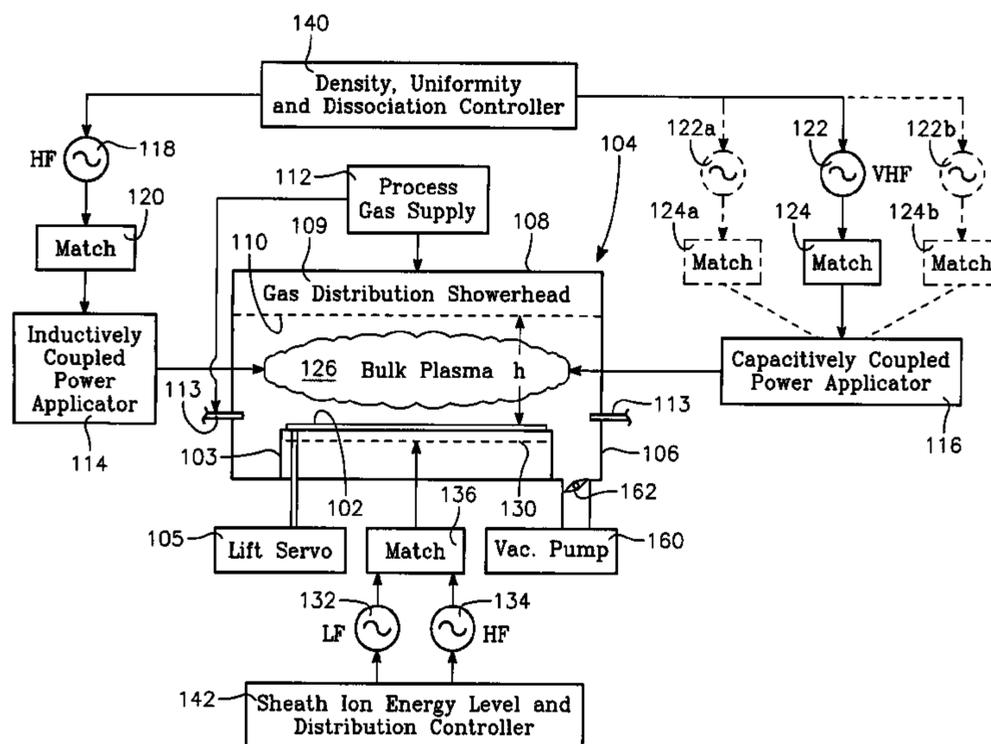 140
Density, Uniformity
and Dissociation Controller
HF
118
122a
122
VHF
122b
104
112
Process
Gas Supply
120
Match
124a
Match
124
Match
124b
Match
110
109
108
Gas Distribution Showerhead
Inductively
Coupled
Power
Applicator
114
126
Bulk Plasma
h
Capacitively Coupled
Power Applicator
116
113
113
103
102
130
106
136
162
105
Lift Servo
Match
Vac. Pump
160
132
LF
134
HF
142
Sheath Ion Energy Level and
Distribution Controller